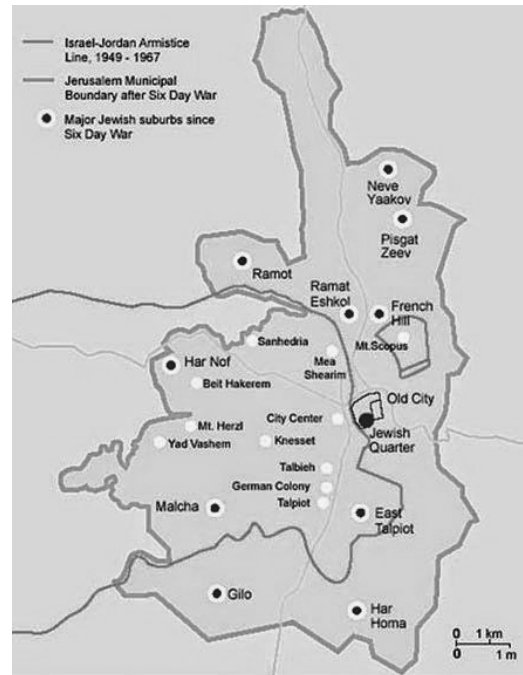 Israel-Jordan Armistice
Line, 1949 - 1967
Jerusalem Municipal
Boundary after Six Day War
Major Jewish suburbs since
Six Day War
Neve
Yaakov
Pisgat
Zeev
Ramot
Ramat
Eshkol
French
Hill
Sanhedria
Mt.Scopus
Mea
Shearim
Har Nof
Beit Hakerem
Old City
City Center
Mt. Herzl
Jewish
Quarter
Yad Vashem
Knesset
Talbieh
German Colony
Malcha
Talpiot
East
Talpiot
Gilo
Har
Homa
0 1 km
0 1 m